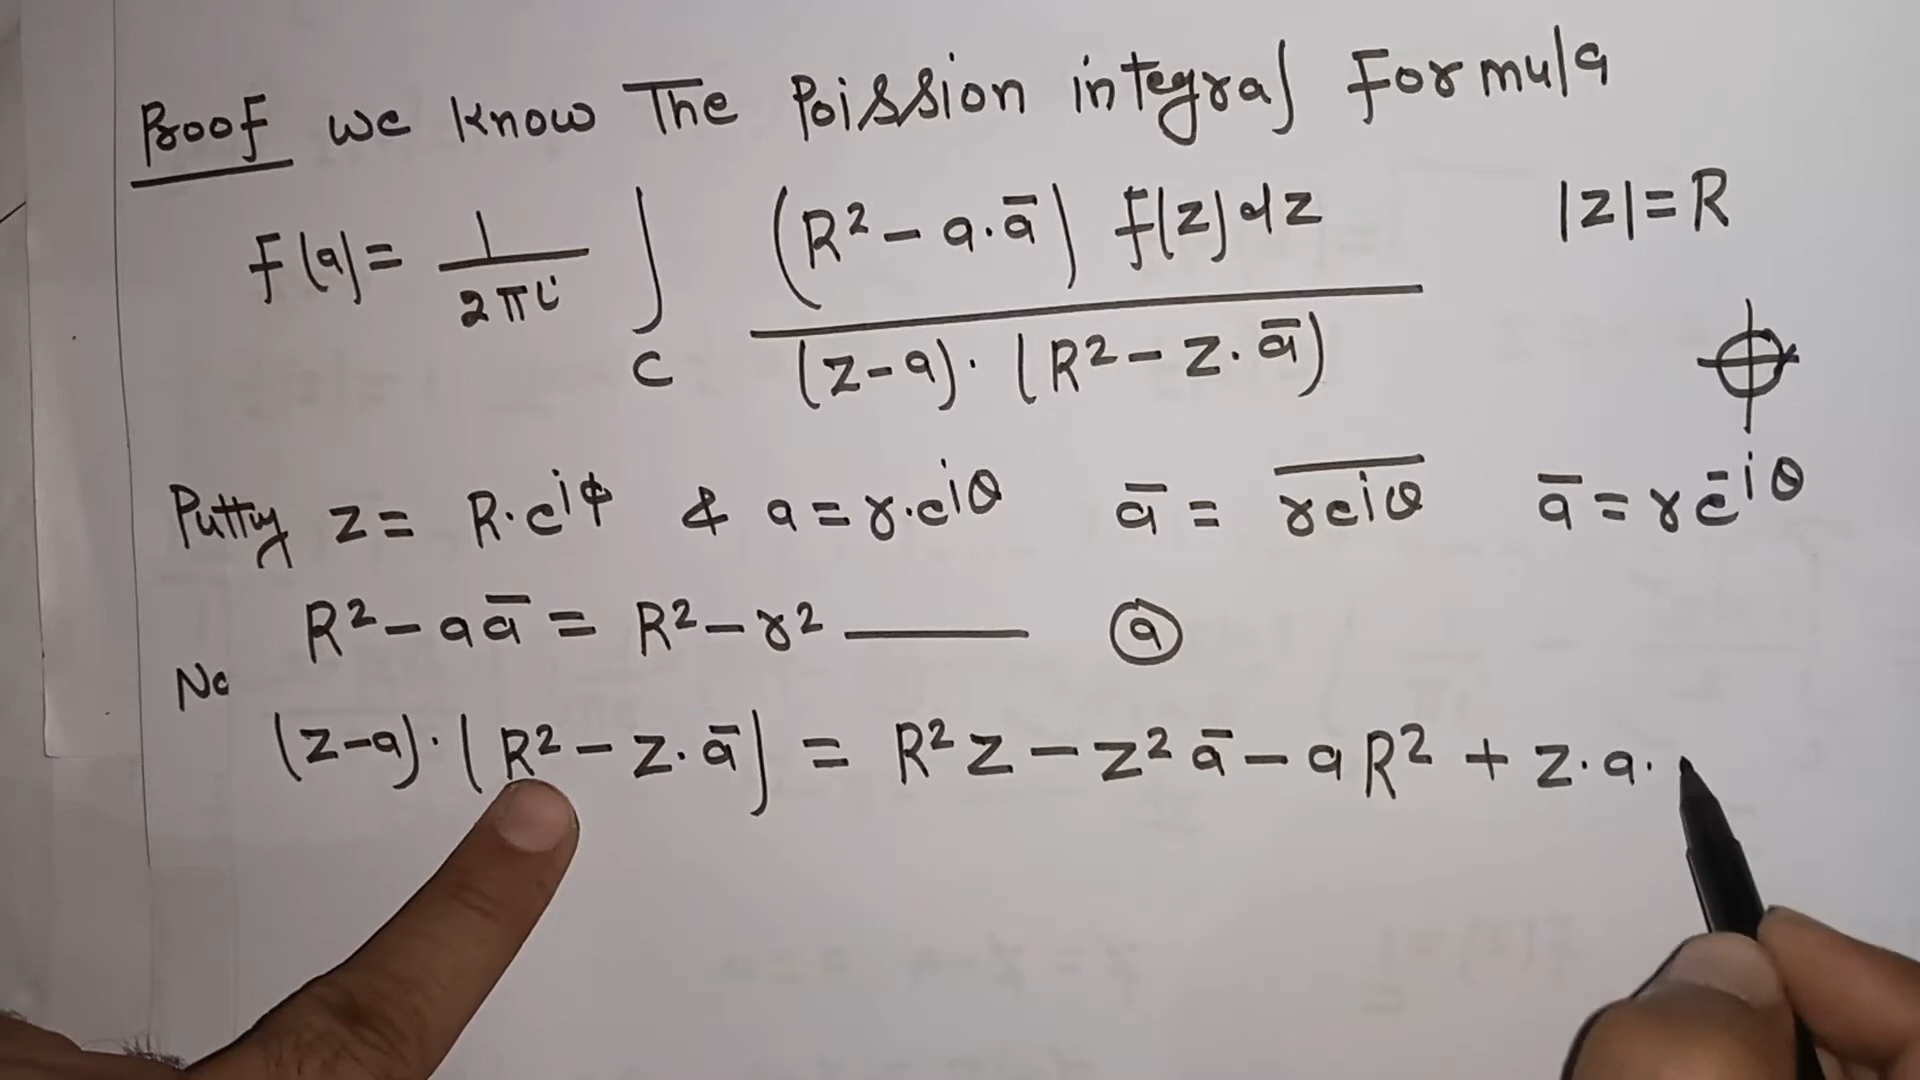 Proof we know The Poission integral Formula
F(a) = 1/2πi ∫_C (R² - a·ā) f(z) dz / (z-a)·(R² - z·ā) |z| = R
Putting z = R·e^{iϕ} & a = r·e^{iθ} ā = \overline{re^{iθ}} ā = re^{-iθ}
R² - aā = R² - r² ——— ⓐ
No
(z-a)·(R² - z·ā) = R²z - z²ā - aR² + z·a·